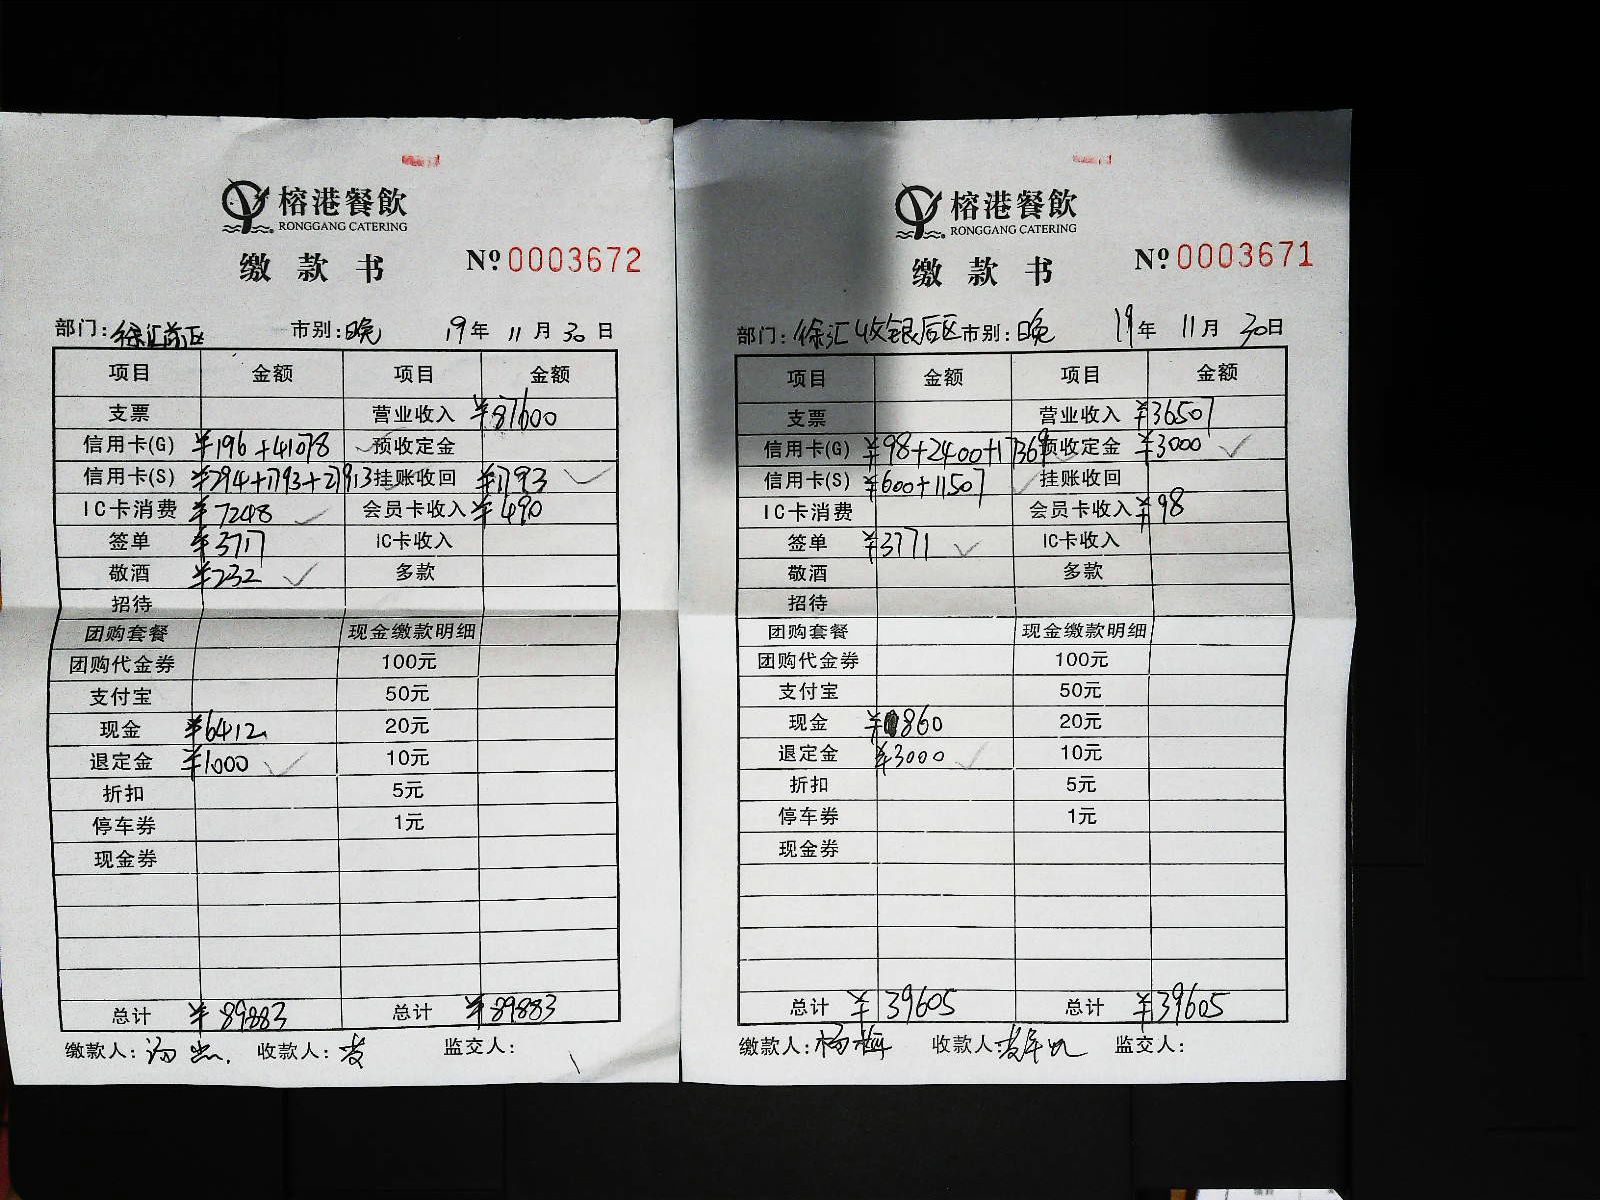 榕港餐飲
RONGGANG CATERING
缴款书 Nº 0003672
部门: 徐汇前区 市别: 晚 19年 11月 30日
项目 金额 项目 金额
支票 营业收入 ¥87600
信用卡(G) ¥196+41078 预收定金
信用卡(S) ¥294+1793+27913 挂账收回 ¥1793
IC卡消费 ¥7248 会员卡收入 ¥490
签单 ¥3717 IC卡收入
敬酒 ¥232 多款
招待
团购套餐 现金缴款明细
团购代金券 100元
支付宝 50元
现金 ¥6412 20元
退定金 ¥1000 10元
折扣 5元
停车券 1元
现金券
总计 ¥89883 总计 ¥89883
缴款人: 收款人: 监交人:
榕港餐飲
RONGGANG CATERING
缴款书 Nº 0003671
部门: 徐汇收银后区 市别: 晚 19年 11月 30日
项目 金额 项目 金额
支票 营业收入 ¥36507
信用卡(G) ¥98+2400+17369 预收定金 ¥3000
信用卡(S) ¥600+11507 挂账收回
IC卡消费 会员卡收入 ¥98
签单 ¥3771 IC卡收入
敬酒 多款
招待
团购套餐 现金缴款明细
团购代金券 100元
支付宝 50元
现金 ¥860 20元
退定金 ¥3000 10元
折扣 5元
停车券 1元
现金券
总计 ¥39605 总计 ¥39605
缴款人: 杨梅 收款人: 监交人: